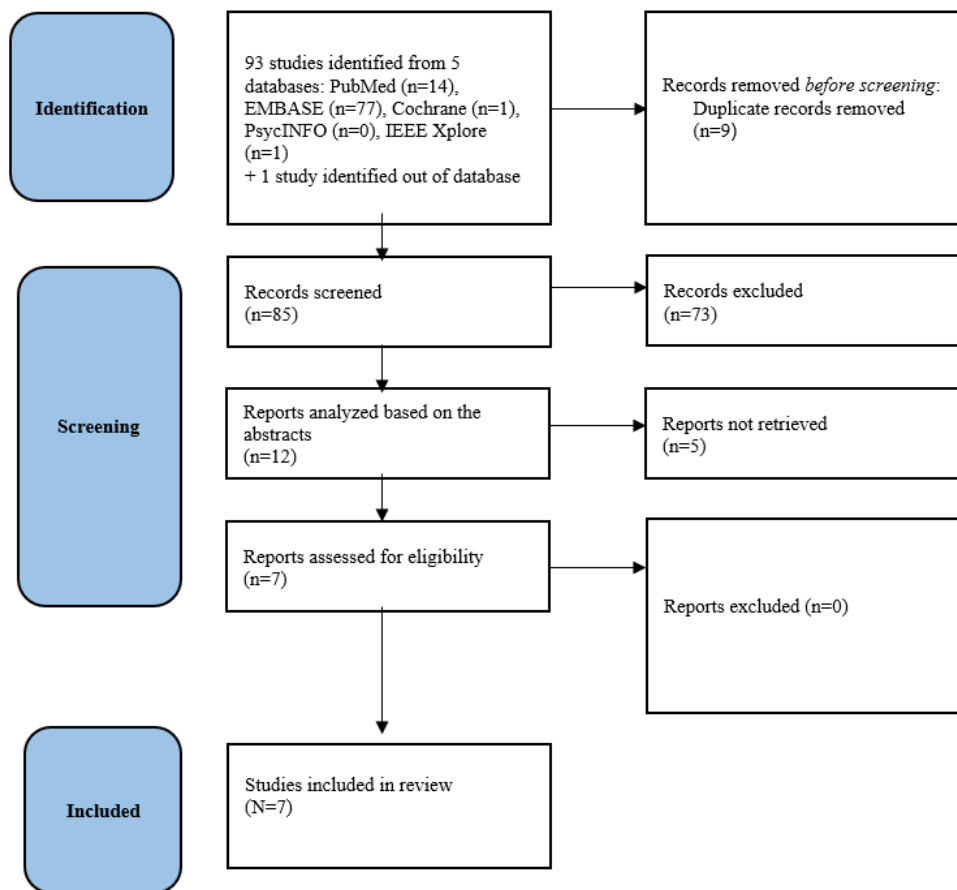 Identification
93 studies identified from 5
databases: PubMed (n=14),
EMBASE (n=77), Cochrane (n=1),
PsycINFO (n=0), IEEE Xplore
(n=1)
+ 1 study identified out of database
Records removed before screening:
Duplicate records removed
(n=9)
Screening
Records screened
(n=85)
Records excluded
(n=73)
Reports analyzed based on the
abstracts
(n=12)
Reports not retrieved
(n=5)
Reports assessed for eligibility
(n=7)
Reports excluded (n=0)
Included
Studies included in review
(N=7)